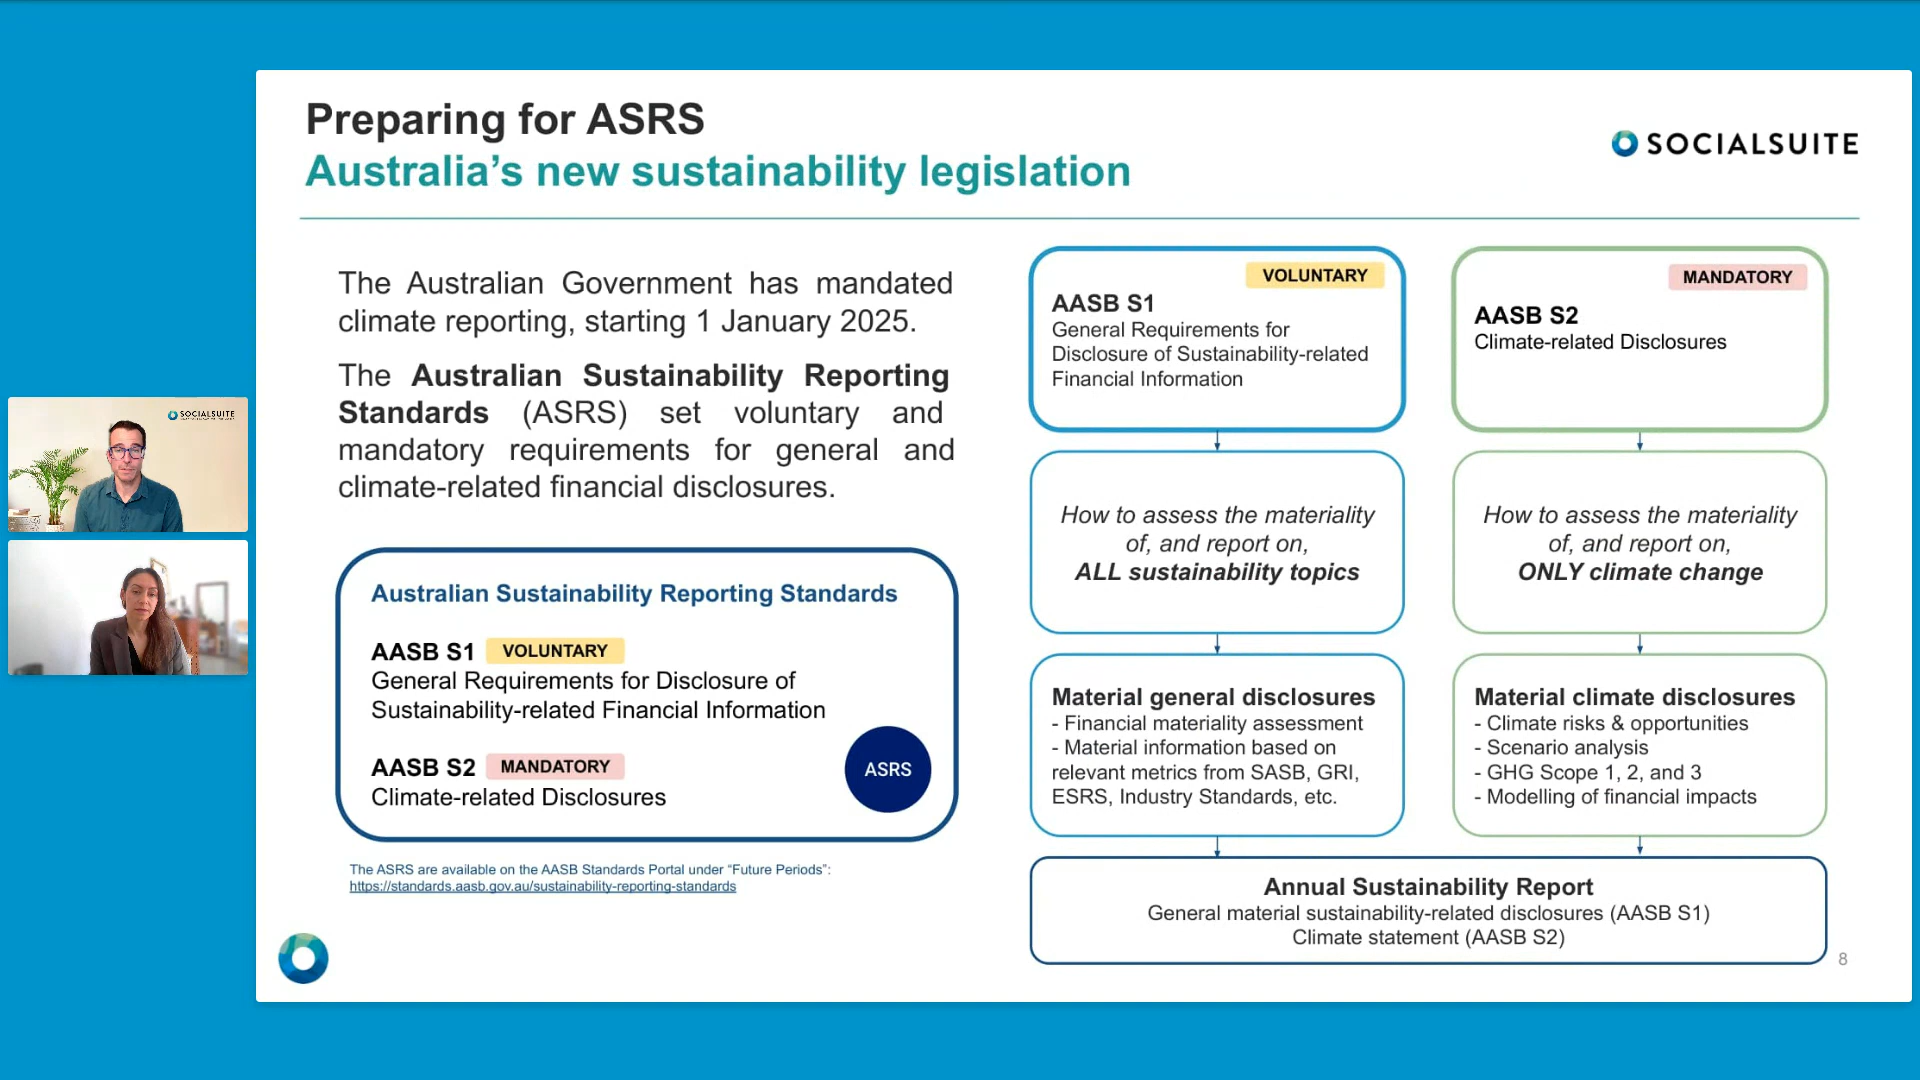 Preparing for ASRS
Australia’s new sustainability legislation
SOCIALSUITE
The Australian Government has mandated
climate reporting, starting 1 January 2025.
The Australian Sustainability Reporting
Standards (ASRS) set voluntary and
mandatory requirements for general and
climate-related financial disclosures.
Australian Sustainability Reporting Standards
AASB S1 VOLUNTARY
General Requirements for Disclosure of
Sustainability-related Financial Information
AASB S2 MANDATORY
Climate-related Disclosures
ASRS
The ASRS are available on the AASB Standards Portal under “Future Periods”:
https://standards.aasb.gov.au/sustainability-reporting-standards
VOLUNTARY
AASB S1
General Requirements for
Disclosure of Sustainability-related
Financial Information
How to assess the materiality
of, and report on,
ALL sustainability topics
Material general disclosures
- Financial materiality assessment
- Material information based on
relevant metrics from SASB, GRI,
ESRS, Industry Standards, etc.
MANDATORY
AASB S2
Climate-related Disclosures
How to assess the materiality
of, and report on,
ONLY climate change
Material climate disclosures
- Climate risks & opportunities
- Scenario analysis
- GHG Scope 1, 2, and 3
- Modelling of financial impacts
Annual Sustainability Report
General material sustainability-related disclosures (AASB S1)
Climate statement (AASB S2)
8
SOCIALSUITE